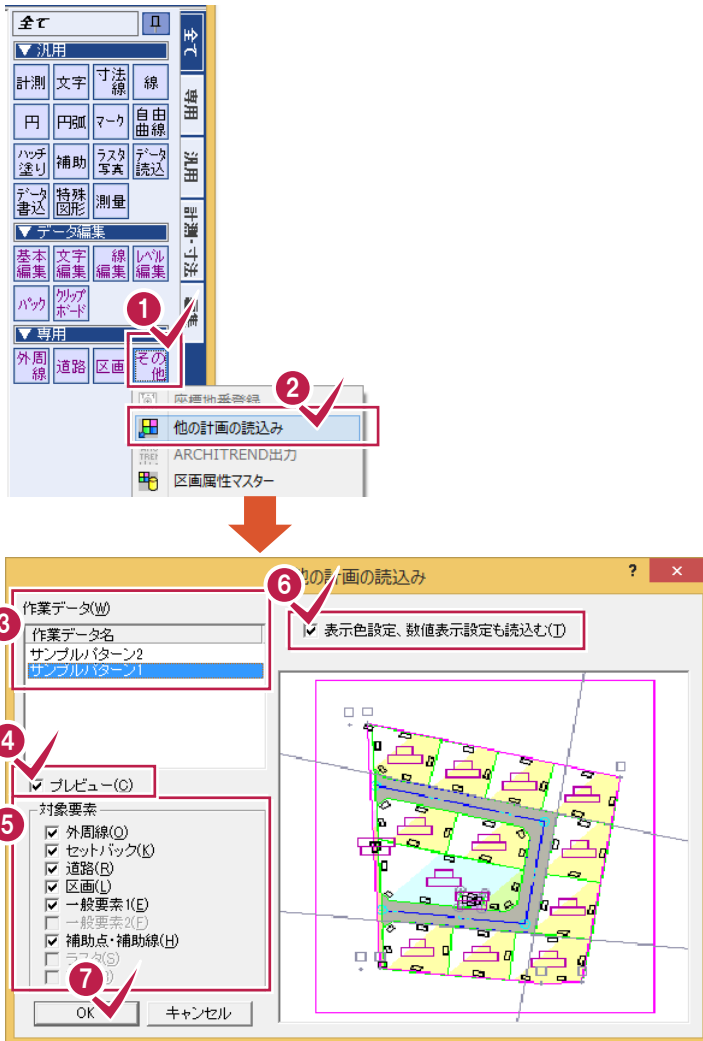 全て
▼ 汎用
計測 文字 寸法線 線
円 円弧 マーク 自由曲線
ハッチ塗り 補助 ラスタ写真 データ読込
データ書込 特殊図形 測量
▼ データ編集
基本編集 文字編集 線編集 レベル編集
パック クリップボード
▼ 専用
外周線 道路 区画 その他
全て
専用
汎用
計測・寸法
1
2
座標地番登録
他の計画の読込み
ARCHITREND出力
区画属性マスター
の計画の読込み
? ×
6
3
作業データ(W)
作業データ名
サンプルパターン2
サンプルパターン1
表示色設定、数値表示設定も読込む(T)
4
プレビュー(C)
5
対象要素
外周線(O)
セットバック(K)
道路(R)
区画(L)
一般要素1(E)
一般要素2(F)
補助点・補助線(H)
ラスタ(S)
7
OK キャンセル